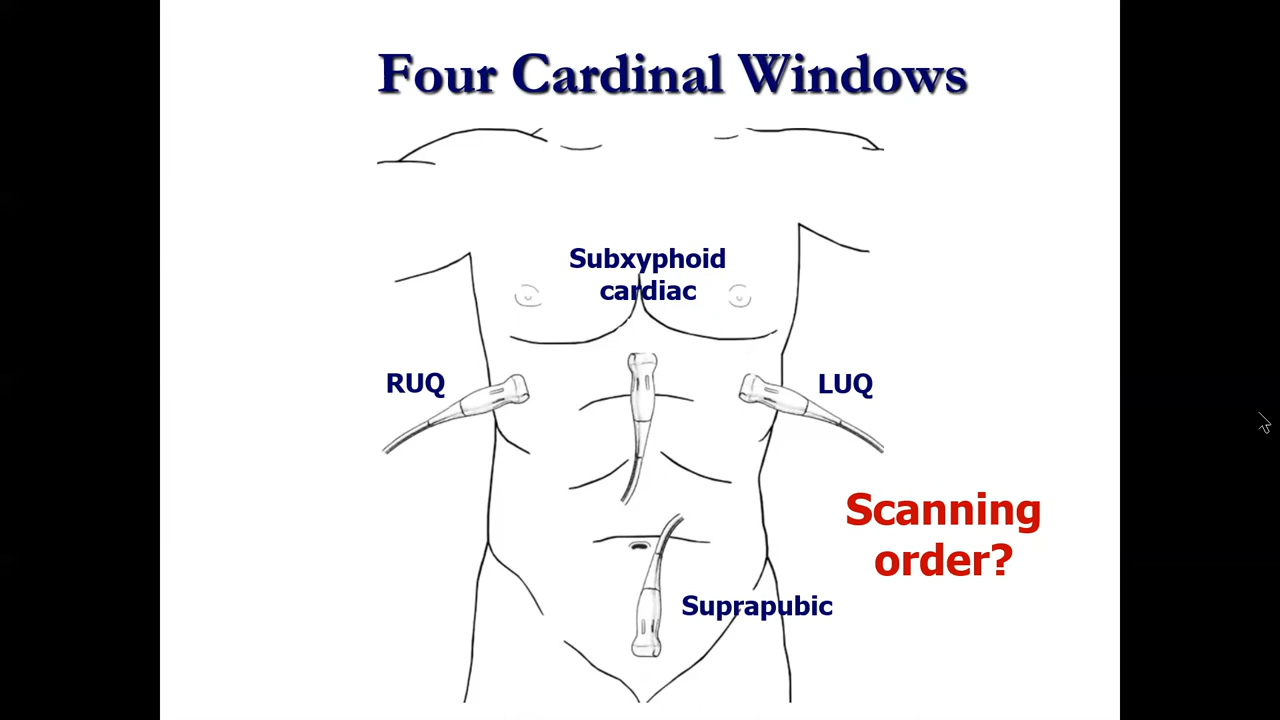 Four Cardinal Windows
Subxyphoid
cardiac
RUQ
LUQ
Scanning
order?
Suprapubic